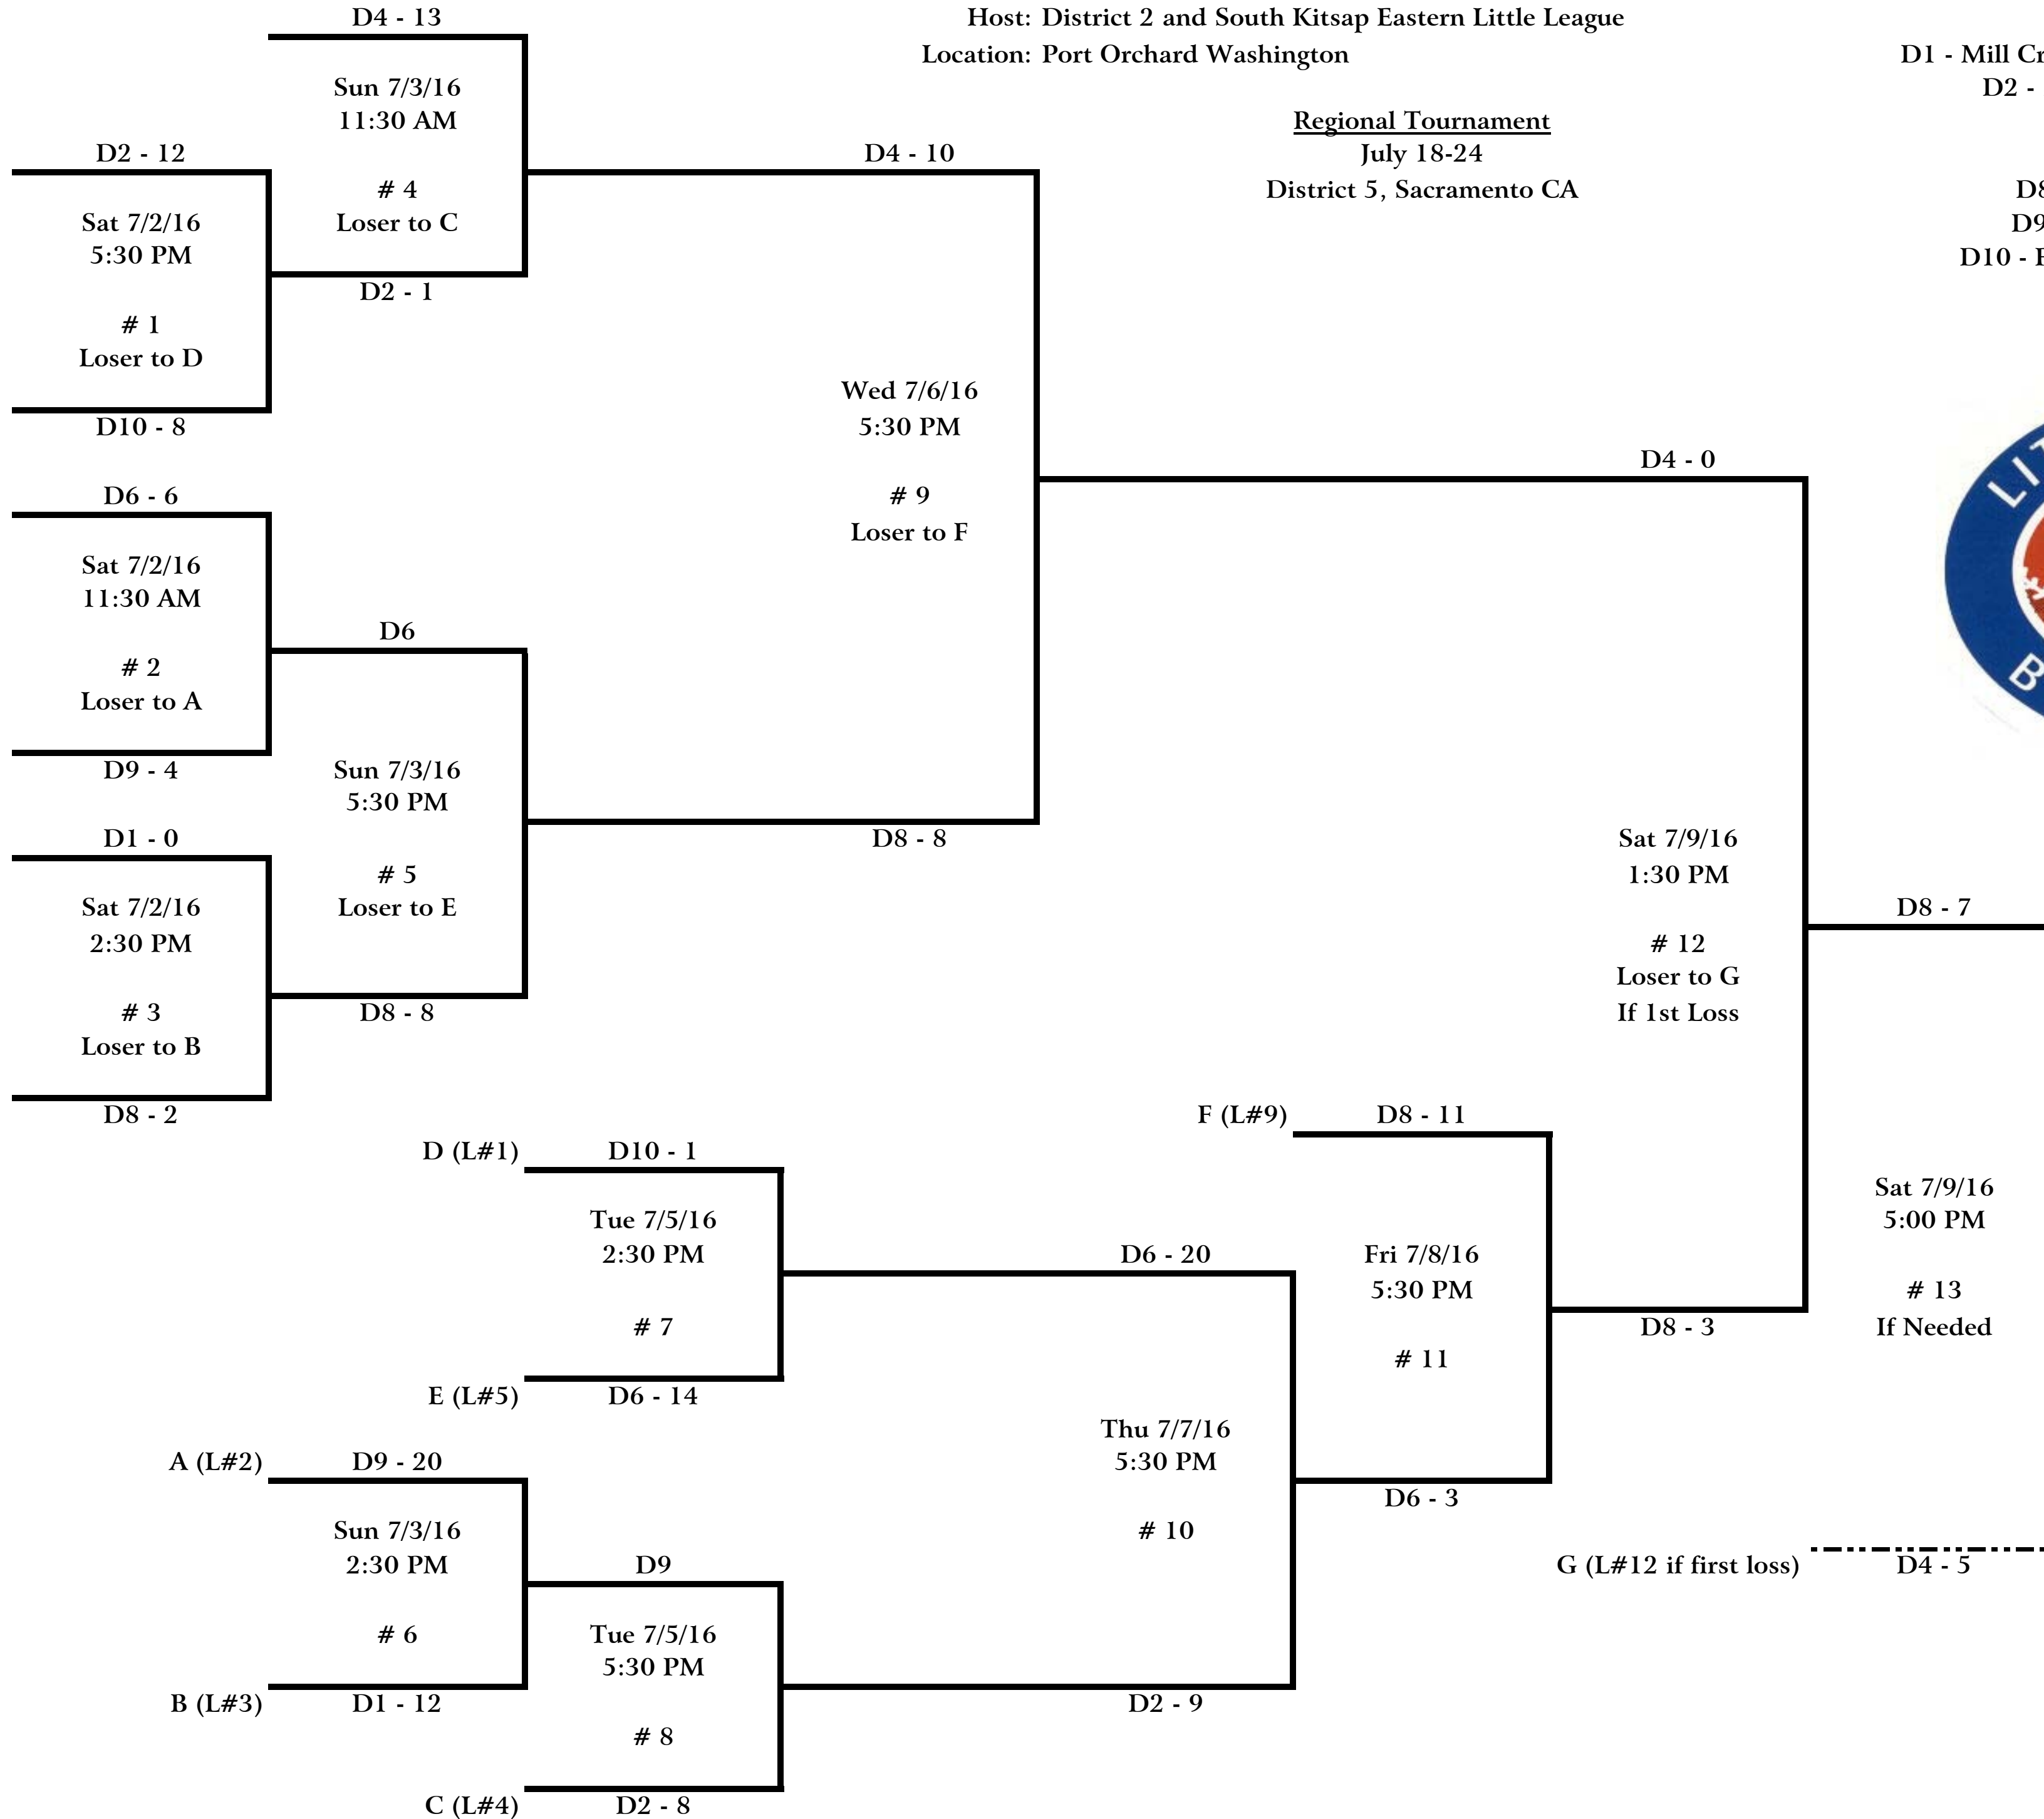 D4 - 13
Host: District 2 and South Kitsap Eastern Little League
Location: Port Orchard Washington
D1 - Mill
D2 -
Sun 7/3/16
11:30 AM
Regional Tournament
July 18-24
District 5, Sacramento CA
D2 - 12
D4 - 10
# 4
Loser to C
D8
D9
D10 -
Sat 7/2/16
5:30 PM
D2 - 1
# 1
Loser to D
D10 - 8
Wed 7/6/16
5:30 PM
D4 - 0
D6 - 6
# 9
Loser to F
Sat 7/2/16
11:30 AM
D6
# 2
Loser to A
D9 - 4
Sun 7/3/16
5:30 PM
D1 - 0
D8 - 8
Sat 7/9/16
1:30 PM
# 5
Loser to E
Sat 7/2/16
2:30 PM
D8 - 7
# 12
Loser to G
If 1st Loss
# 3
Loser to B
D8 - 8
D8 - 2
F (L#9)
D8 - 11
D (L#1)
D10 - 1
Sat 7/9/16
5:00 PM
Tue 7/5/16
2:30 PM
D6 - 20
Fri 7/8/16
5:30 PM
# 13
If Needed
# 7
D8 - 3
# 11
E (L#5)
D6 - 14
Thu 7/7/16
5:30 PM
A (L#2)
D9 - 20
D6 - 3
Sun 7/3/16
2:30 PM
# 10
D9
G (L#12 if first loss)
D4 - 5
# 6
Tue 7/5/16
5:30 PM
B (L#3)
D1 - 12
D2 - 9
# 8
C (L#4)
D2 - 8